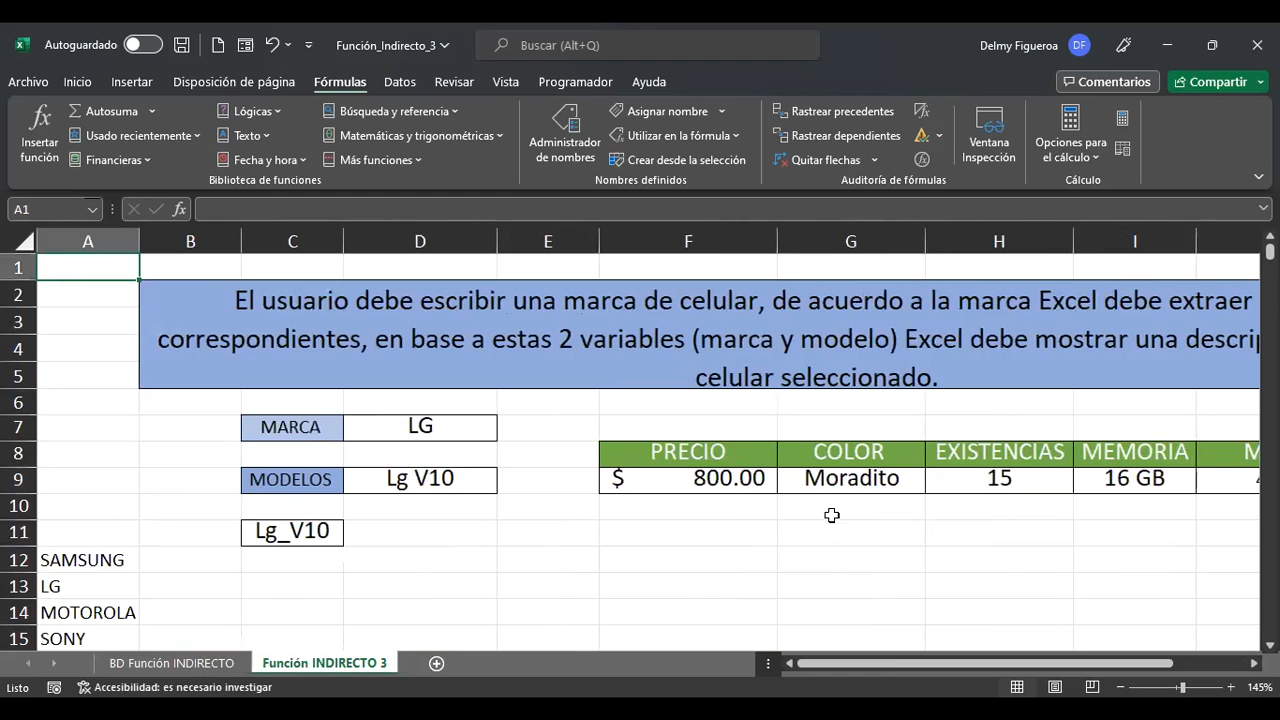 Autoguardado
Función_Indirecto_3
Buscar (Alt+Q)
Delmy Figueroa
DF
Archivo Inicio Insertar Disposición de página Fórmulas Datos Revisar Vista Programador Ayuda
Comentarios
Compartir
fx
Insertar
función
Autosuma
Usado recientemente
Financieras
Lógicas
Texto
Fecha y hora
Búsqueda y referencia
Matemáticas y trigonométricas
Más funciones
Biblioteca de funciones
Administrador
de nombres
Asignar nombre
Utilizar en la fórmula
Crear desde la selección
Nombres definidos
Rastrear precedentes
Rastrear dependientes
Quitar flechas
Auditoría de fórmulas
Ventana
Inspección
Opciones para
el cálculo
Cálculo
A1
fx
A B C D E F G H I
1
2
3
4
5
6
7
8
9
10
11
12
13
14
15
El usuario debe escribir una marca de celular, de acuerdo a la marca Excel debe extraer
correspondientes, en base a estas 2 variables (marca y modelo) Excel debe mostrar una descrip
celular seleccionado.
MARCA LG
PRECIO COLOR EXISTENCIAS MEMORIA M
MODELOS Lg V10 $ 800.00 Moradito 15 16 GB
Lg_V10
SAMSUNG
LG
MOTOROLA
SONY
BD Función INDIRECTO
Función INDIRECTO 3
Listo
Accesibilidad: es necesario investigar
145%